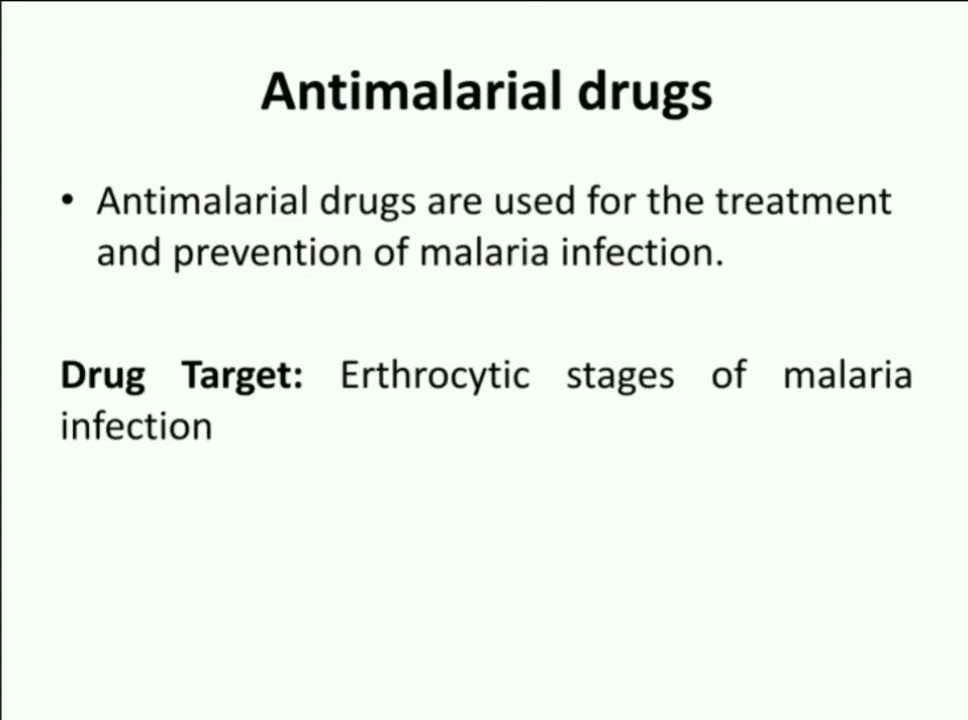 Antimalarial drugs
• Antimalarial drugs are used for the treatment
and prevention of malaria infection.
Drug Target: Erthrocytic stages of malaria
infection